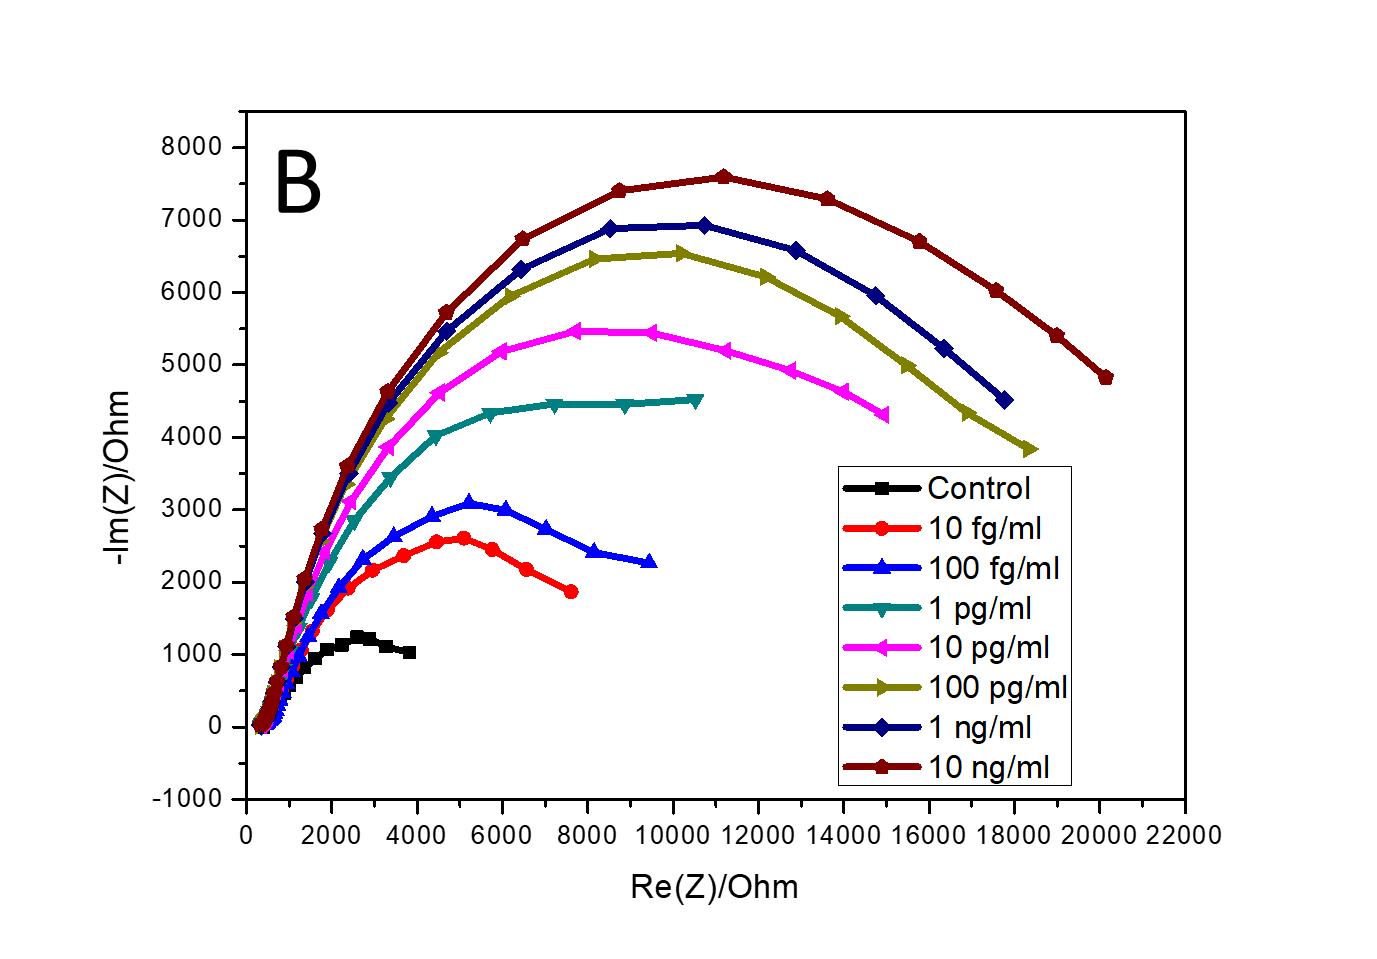 B
8000
7000
6000
5000
4000
3000
2000
1000
0
-1000
-Im(Z)/Ohm
Control
10 fg/ml
100 fg/ml
1 pg/ml
10 pg/ml
100 pg/ml
1 ng/ml
10 ng/ml
0 2000 4000 6000 8000 10000 12000 14000 16000 18000 20000 22000
Re(Z)/Ohm